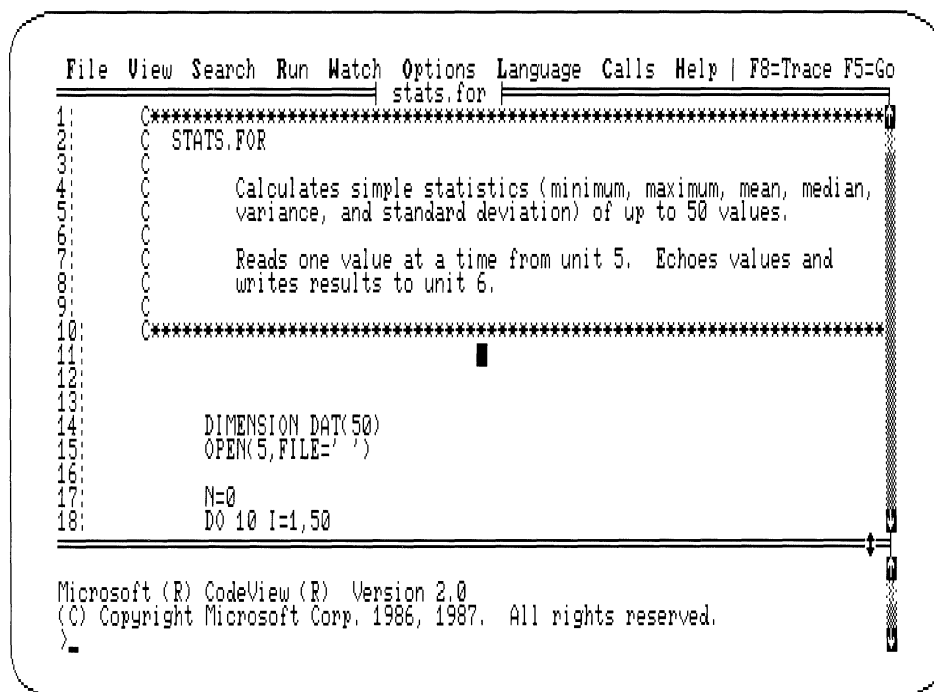 File View Search Run Watch Options Language Calls Help | F8=Trace F5=Go
stats.for
1: C************************************************************************
2: C  STATS.FOR
3: C
4: C        Calculates simple statistics (minimum, maximum, mean, median,
5: C        variance, and standard deviation) of up to 50 values.
6: C
7: C        Reads one value at a time from unit 5.  Echoes values and
8: C        writes results to unit 6.
9: C
10: C************************************************************************
11:
12:
13:
14:       DIMENSION DAT(50)
15:       OPEN(5,FILE=' ')
16:
17:       N=0
18:       DO 10 I=1,50
Microsoft (R) CodeView (R)  Version 2.0
(C) Copyright Microsoft Corp. 1986, 1987.  All rights reserved.
>_